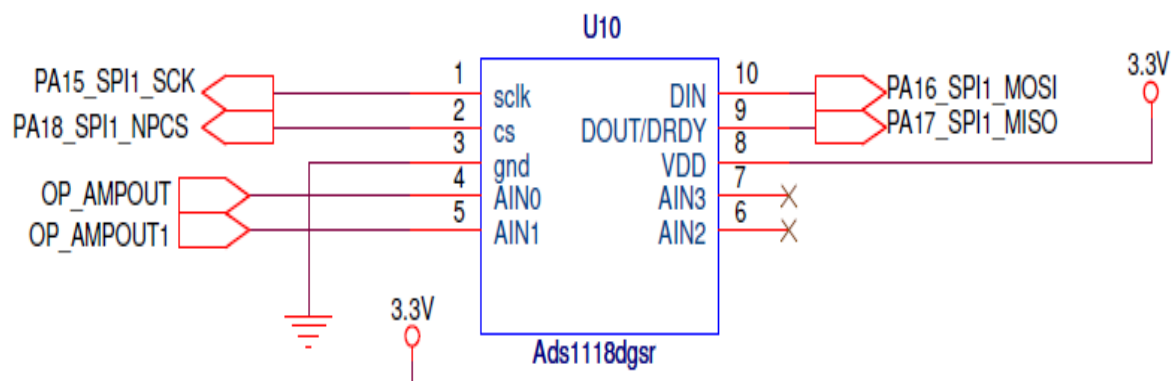 U10
PA15_SPI1_SCK
1
sclk
PA18_SPI1_NPCS
2
cs
3
gnd
OP_AMPOUT
4
AIN0
OP_AMPOUT1
5
AIN1
10
DIN
PA16_SPI1_MOSI
9
DOUT/DRDY
PA17_SPI1_MISO
8
VDD
3.3V
7
AIN3
6
AIN2
3.3V
Ads1118dgsr